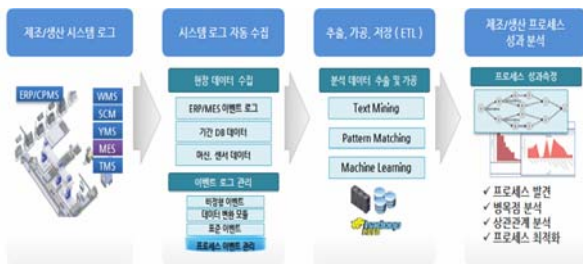 제조/생산 시스템 로그
ERP/CPMS
WMS
SCM
YMS
MES
TMS
시스템 로그 자동 수집
현장 데이터 수집
ERP/MES 이벤트 로그
기간 DB 데이터
머신, 센서 데이터
이벤트 로그 관리
비정형 이벤트
데이터 변환 모듈
표준 이벤트
프로세스 이벤트 관리
추출, 가공, 저장 ( ETL )
분석 데이터 추출 및 가공
Text Mining
Pattern Matching
Machine Learning
hadoop
제조/생산 프로세스
성과 분석
프로세스 성과측정
✓ 프로세스 발견
✓ 병목점 분석
✓ 상관관계 분석
✓ 프로세스 최적화